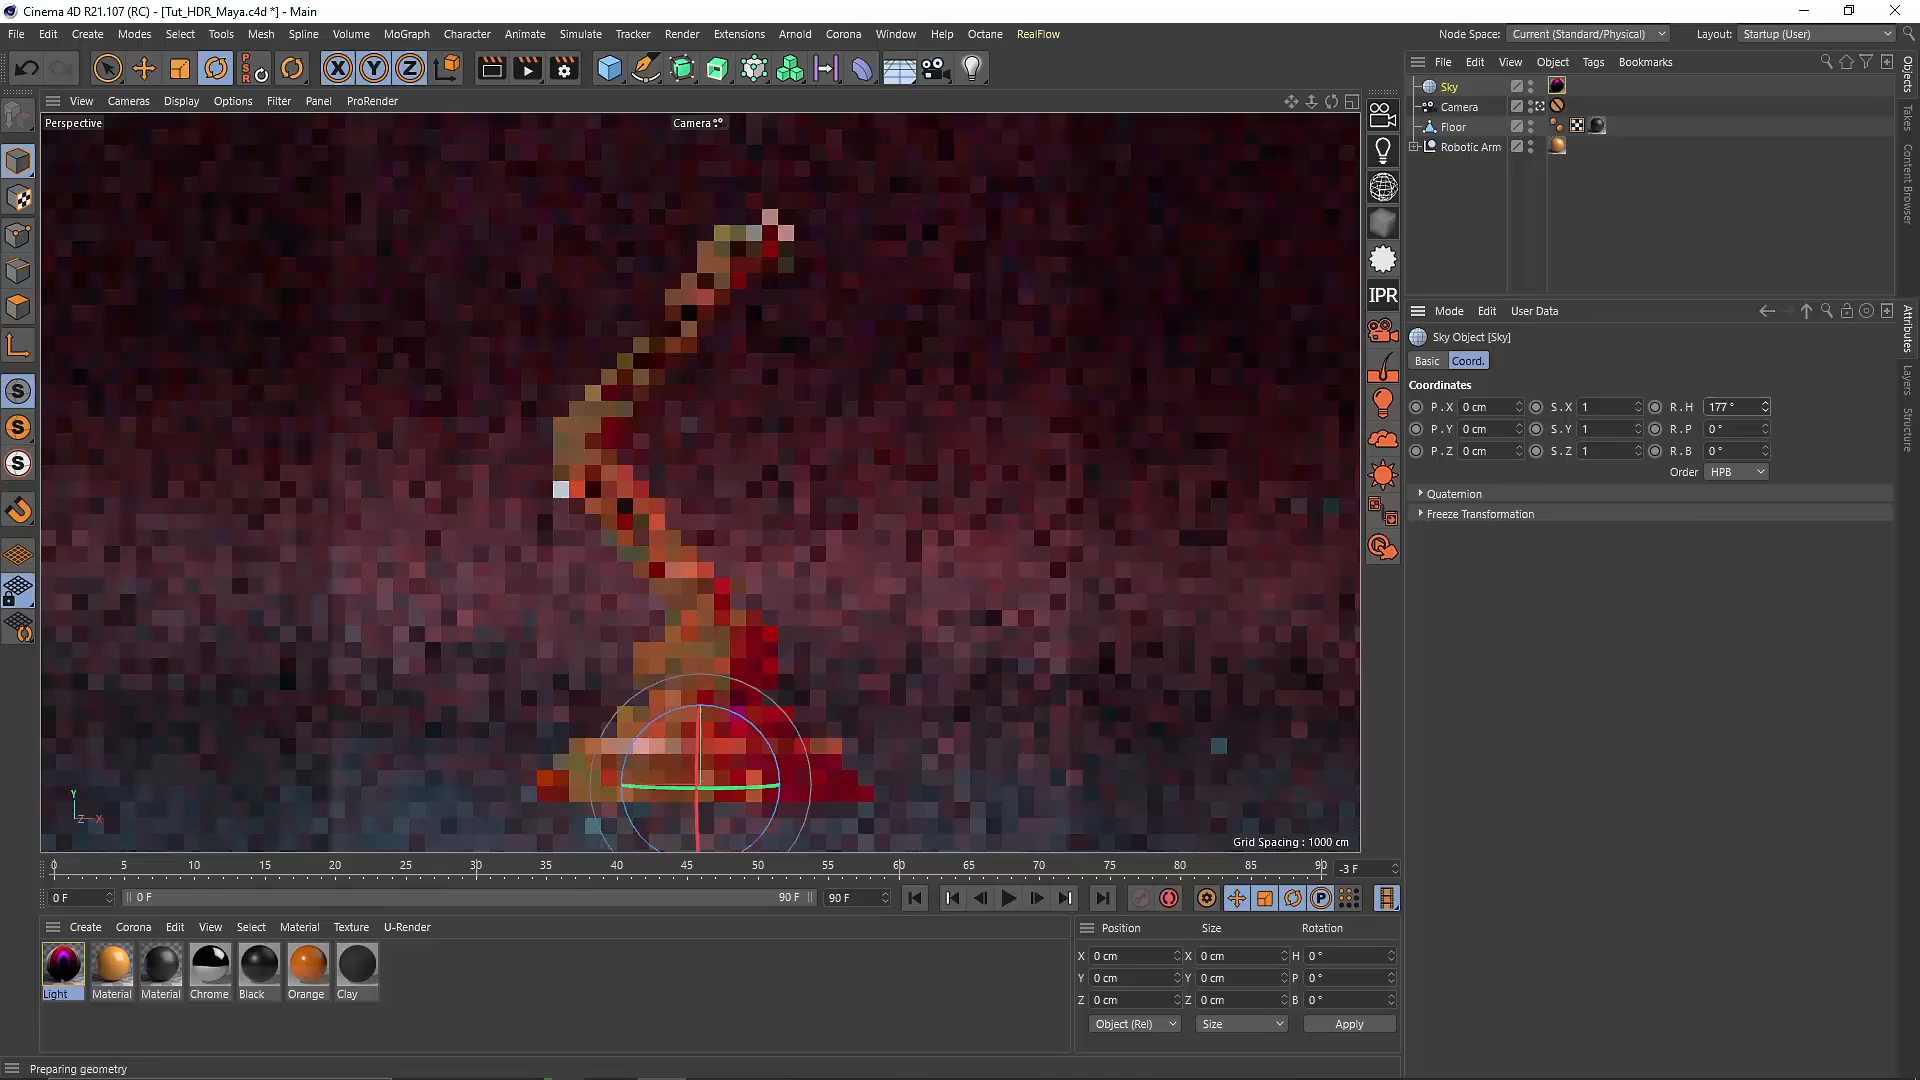 Cinema 4D R21.107 (RC) - [Tut_HDR_Maya.c4d *] - Main
File Edit Create Modes Select Tools Mesh Spline Volume MoGraph Character Animate Simulate Tracker Render Extensions Arnold Corona Window Help Octane RealFlow Node Space: Current (Standard/Physical) Layout: Startup (User)
PSR X Y Z
File Edit View Object Tags Bookmarks
View Cameras Display Options Filter Panel ProRender
Perspective Camera
Sky
Camera
Floor
Robotic Arm
Objects
Takes
Content Browser
IPR
Mode Edit User Data
Sky Object [Sky]
Basic Coord.
Coordinates
P . X 0 cm S . X 1 R . H 177 °
P . Y 0 cm S . Y 1 R . P 0 °
P . Z 0 cm S . Z 1 R . B 0 °
Order HPB
Quaternion
Freeze Transformation
Attributes
Layers
Structure
S
S
S
Y
Z X
Grid Spacing : 1000 cm
0 5 10 15 20 25 30 35 40 45 50 55 60 65 70 75 80 85 90 -3 F
0 F 0 F 90 F 90 F P
Create Corona Edit View Select Material Texture U-Render
Light Material Material Chrome Black Orange Clay
Position Size Rotation
X 0 cm X 0 cm H 0 °
Y 0 cm Y 0 cm P 0 °
Z 0 cm Z 0 cm B 0 °
Object (Rel) Size Apply
Preparing geometry